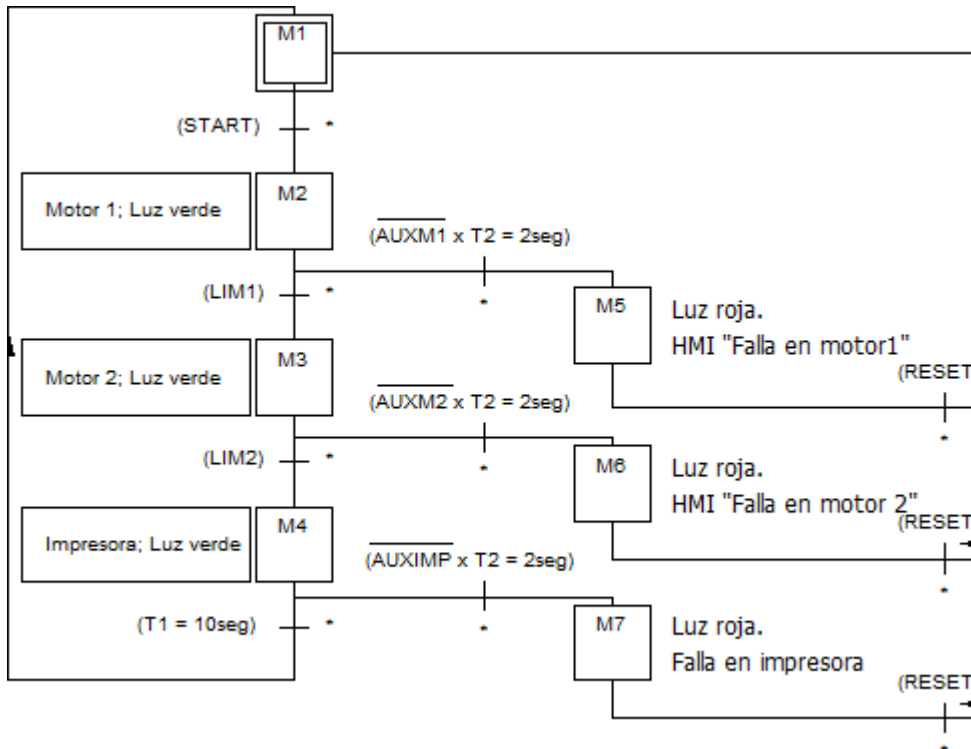 M1
(START)
*
Motor 1; Luz verde
M2
(AUXM1 x T2 = 2seg)
*
(LIM1)
*
M5
Luz roja.
HMI "Falla en motor1"
(RESET
*
Motor 2; Luz verde
M3
(AUXM2 x T2 = 2seg)
*
(LIM2)
*
M6
Luz roja.
HMI "Falla en motor 2"
(RESET
*
Impresora; Luz verde
M4
(AUXIMP x T2 = 2seg)
*
(T1 = 10seg)
*
M7
Luz roja.
Falla en impresora
(RESET
*